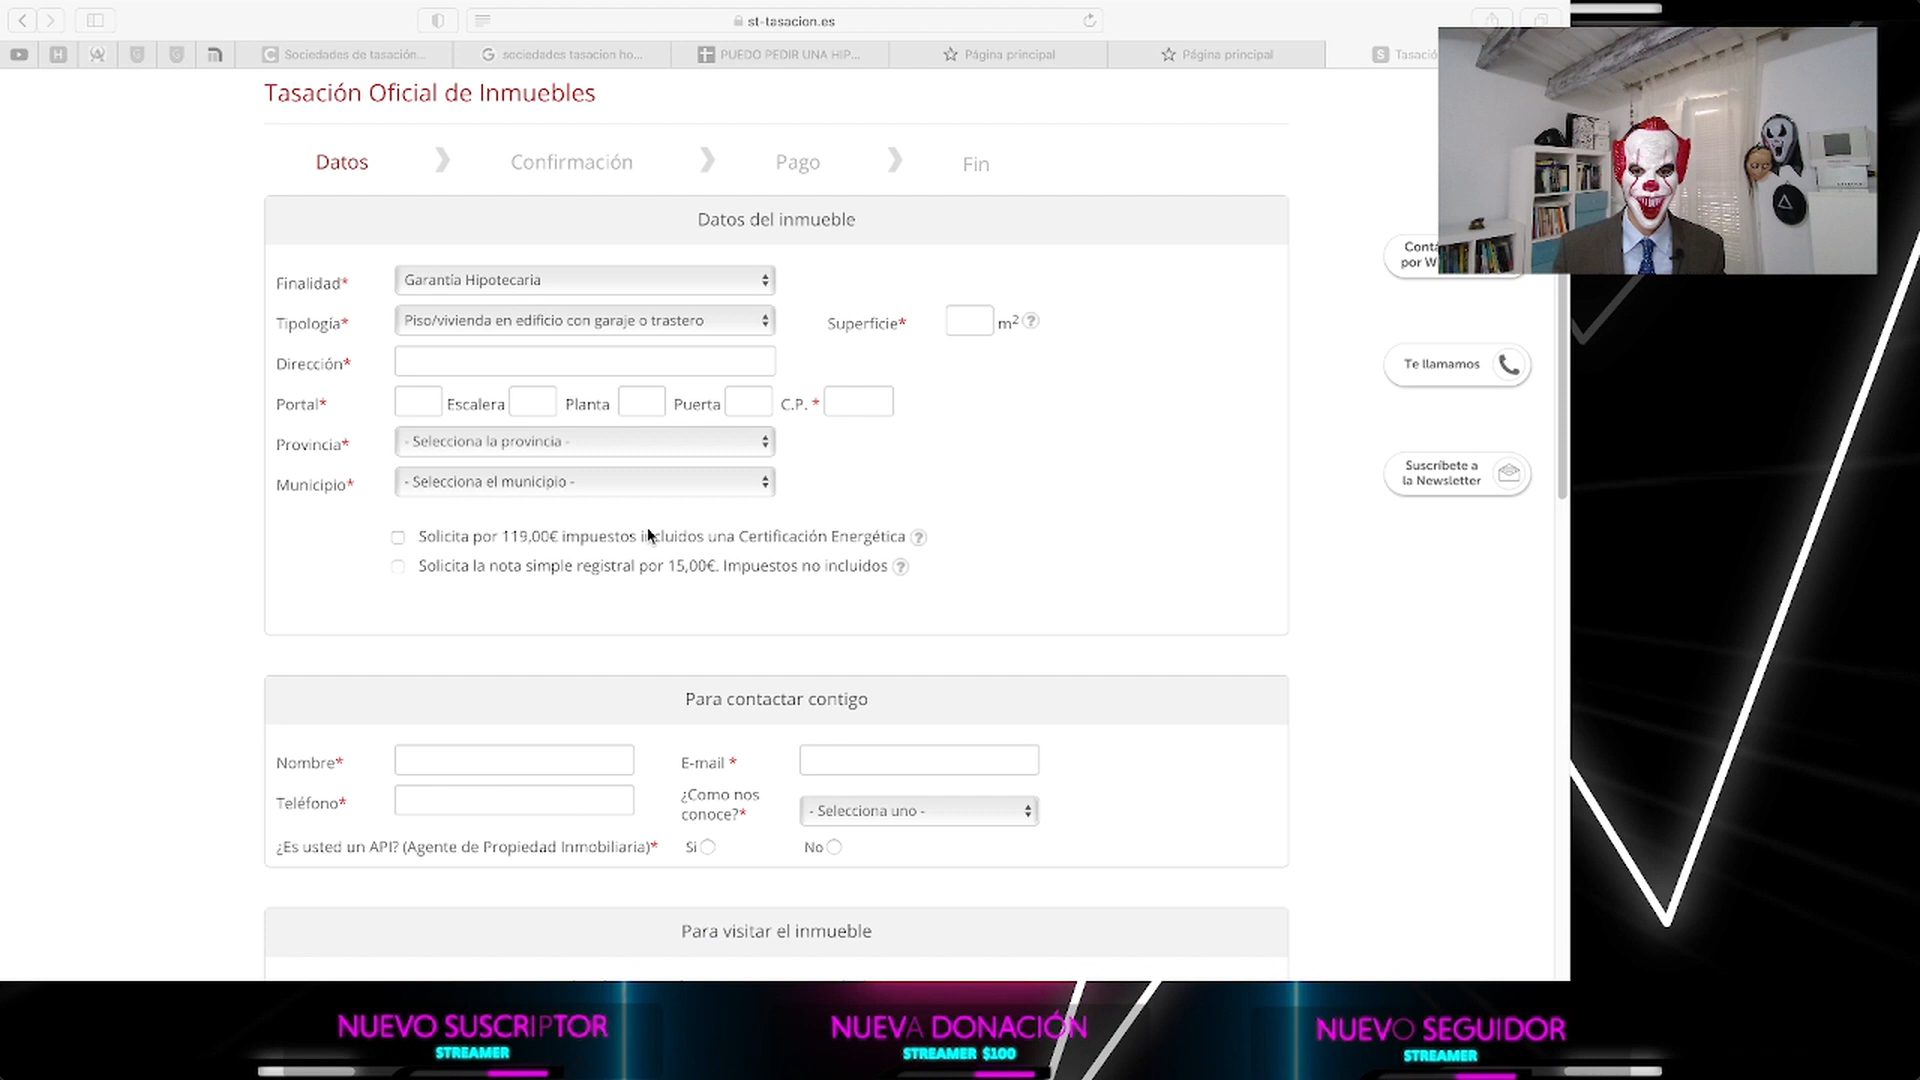 st-tasacion.es
Sociedades de tasación...
sociedades tasacion ho...
PUEDO PEDIR UNA HIP...
Página principal
Página principal
Tasació
Tasación Oficial de Inmuebles
Datos
Confirmación
Pago
Fin
Datos del inmueble
Finalidad*
Garantía Hipotecaria
Tipología*
Piso/vivienda en edificio con garaje o trastero
Superficie*
m²
Dirección*
Portal*
Escalera
Planta
Puerta
C.P. *
Provincia*
- Selecciona la provincia -
Municipio*
- Selecciona el municipio -
Solicita por 119,00€ impuestos incluidos una Certificación Energética
Solicita la nota simple registral por 15,00€. Impuestos no incluidos
Te llamamos
Suscríbete a
la Newsletter
Para contactar contigo
Nombre*
E-mail *
Teléfono*
¿Como nos
conoce?*
- Selecciona uno -
¿Es usted un API? (Agente de Propiedad Inmobiliaria)*
Si
No
Para visitar el inmueble
NUEVO SUSCRIPTOR
STREAMER
NUEVA DONACIÓN
STREAMER $100
NUEVO SEGUIDOR
STREAMER